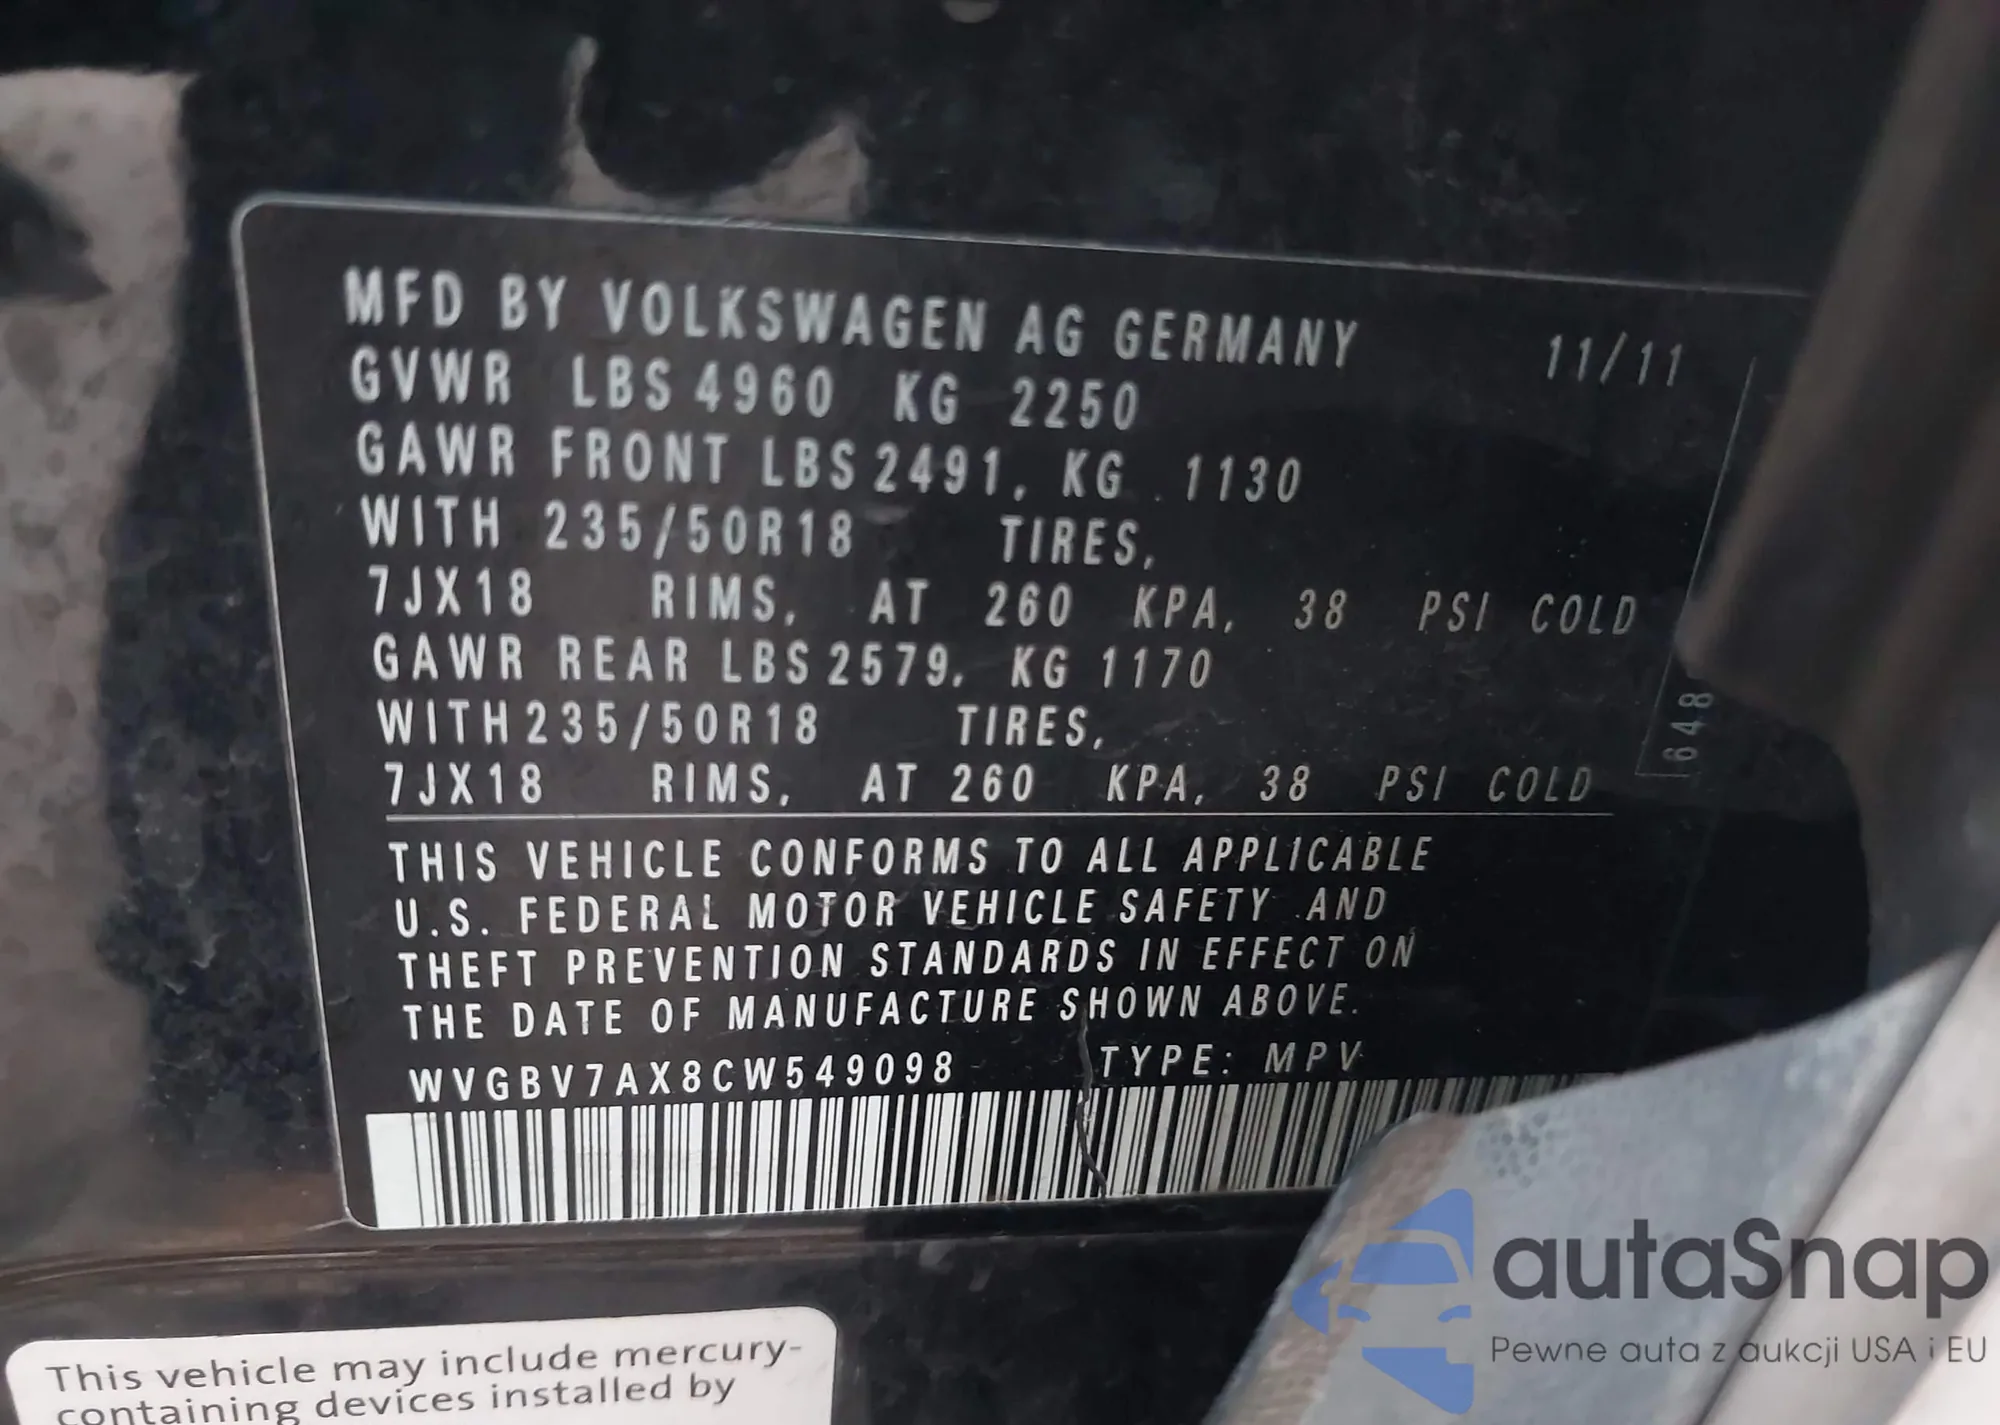 MFD BY VOLKSWAGEN AG GERMANY 11/11
GVWR LBS 4960 KG 2250
GAWR FRONT LBS 2491, KG 1130
WITH 235/50R18 TIRES,
7JX18 RIMS, AT 260 KPA, 38 PSI COLD
GAWR REAR LBS 2579, KG 1170
WITH 235/50R18 TIRES,
7JX18 RIMS, AT 260 KPA, 38 PSI COLD
648
THIS VEHICLE CONFORMS TO ALL APPLICABLE
U.S. FEDERAL MOTOR VEHICLE SAFETY AND
THEFT PREVENTION STANDARDS IN EFFECT ON
THE DATE OF MANUFACTURE SHOWN ABOVE.
WVGBV7AX8CW549098 TYPE: MPV
This vehicle may include mercury-
containing devices installed by
autaSnap
Pewne auta z aukcji USA i EU